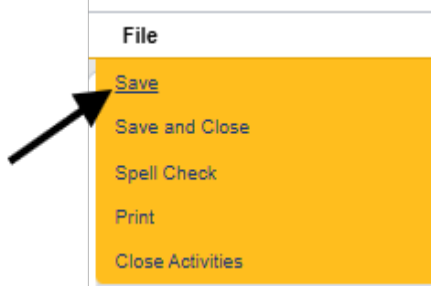 File
Save
Save and Close
Spell Check
Print
Close Activities